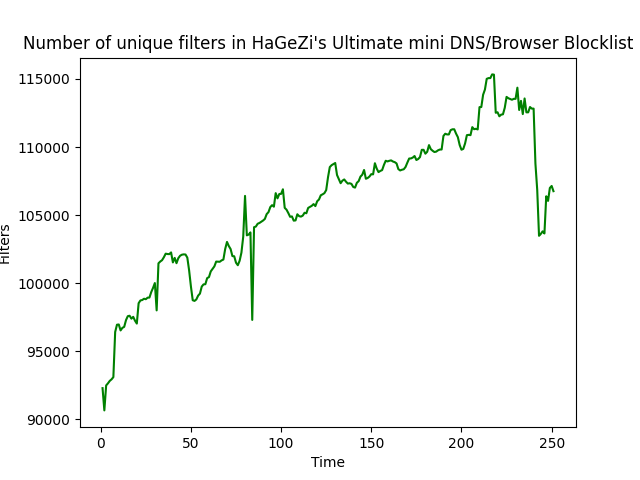 Number of unique filters in HaGeZi's Ultimate mini DNS/Browser Blocklist
115000
110000
105000
100000
95000
90000
Filters
0 50 100 150 200 250
Time